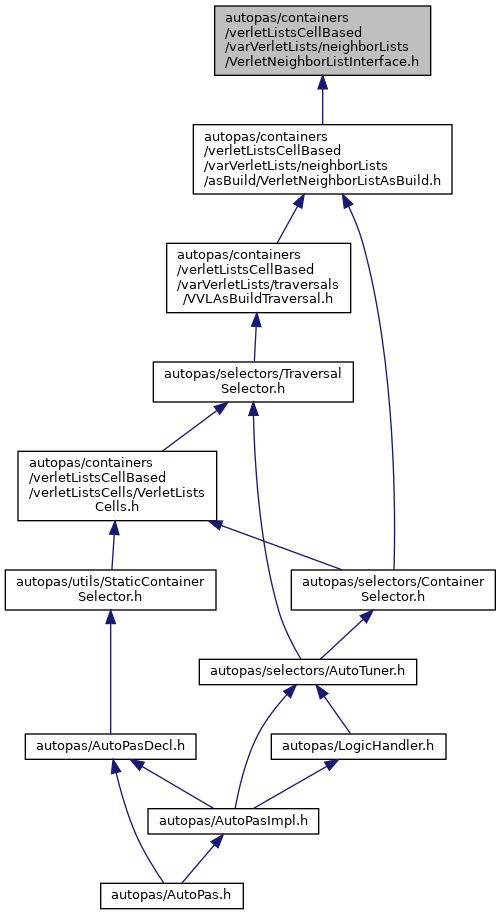 autopas/containers
/verletListsCellBased
/varVerletLists/neighborLists
/VerletNeighborListInterface.h
autopas/containers
/verletListsCellBased
/varVerletLists/neighborLists
/asBuild/VerletNeighborListAsBuild.h
autopas/containers
/verletListsCellBased
/varVerletLists/traversals
/VVLAsBuildTraversal.h
autopas/selectors/Traversal
Selector.h
autopas/containers
/verletListsCellBased
/verletListsCells/VerletLists
Cells.h
autopas/utils/StaticContainer
Selector.h
autopas/selectors/Container
Selector.h
autopas/selectors/AutoTuner.h
autopas/AutoPasDecl.h
autopas/LogicHandler.h
autopas/AutoPasImpl.h
autopas/AutoPas.h